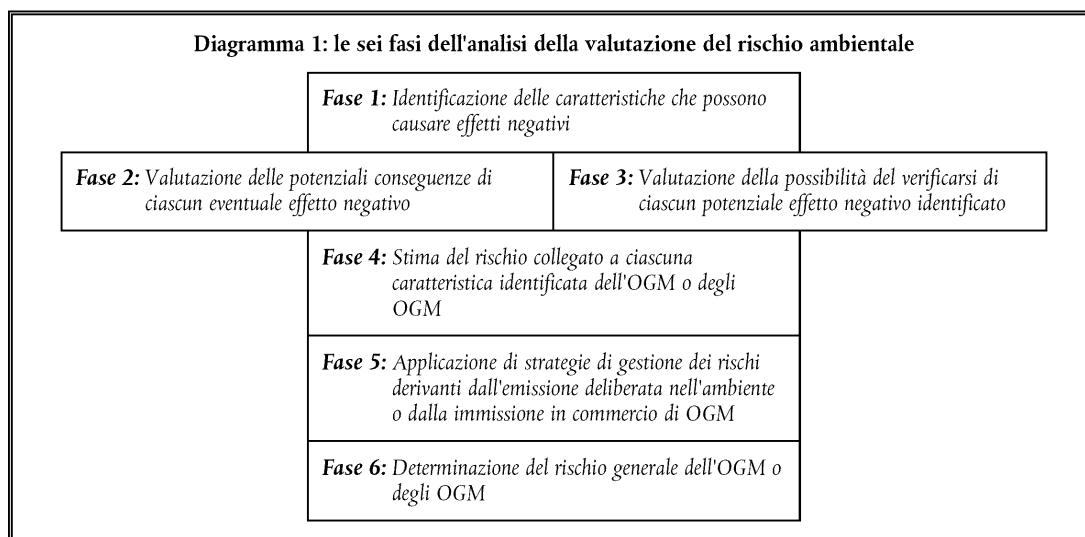 Diagramma 1: le sei fasi dell'analisi della valutazione del rischio ambientale
Fase 1: Identificazione delle caratteristiche che possono
causare effetti negativi
Fase 2: Valutazione delle potenziali conseguenze di
ciascun eventuale effetto negativo
Fase 3: Valutazione della possibilità del verificarsi di
ciascun potenziale effetto negativo identificato
Fase 4: Stima del rischio collegato a ciascuna
caratteristica identificata dell'OGM o degli
OGM
Fase 5: Applicazione di strategie di gestione dei rischi
derivanti dall'emissione deliberata nell'ambiente
o dalla immissione in commercio di OGM
Fase 6: Determinazione del rischio generale dell'OGM o
degli OGM